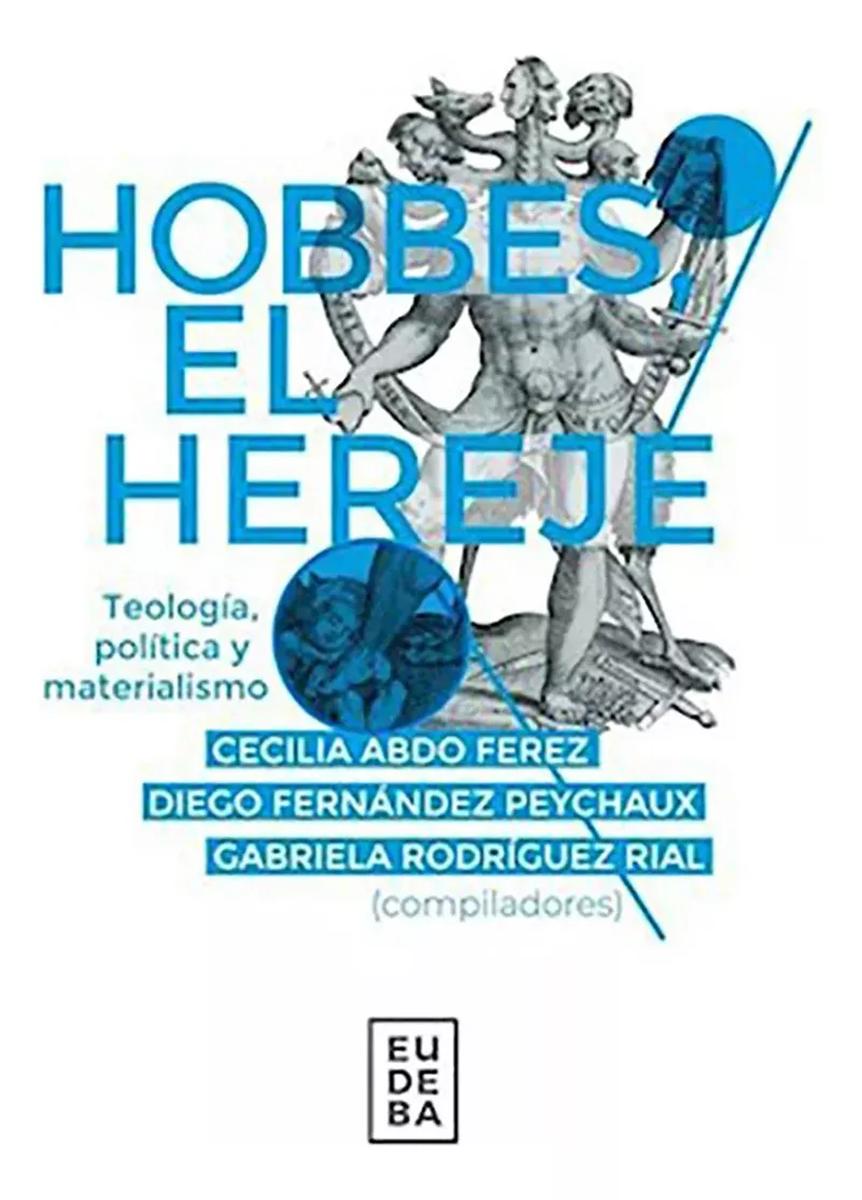 HOBBES,
EL
HEREJE
Teología,
política y
materialismo
CECILIA ABDO FEREZ
DIEGO FERNÁNDEZ PEYCHAUX
GABRIELA RODRÍGUEZ RIAL
(compiladores)
EU
DE
BA